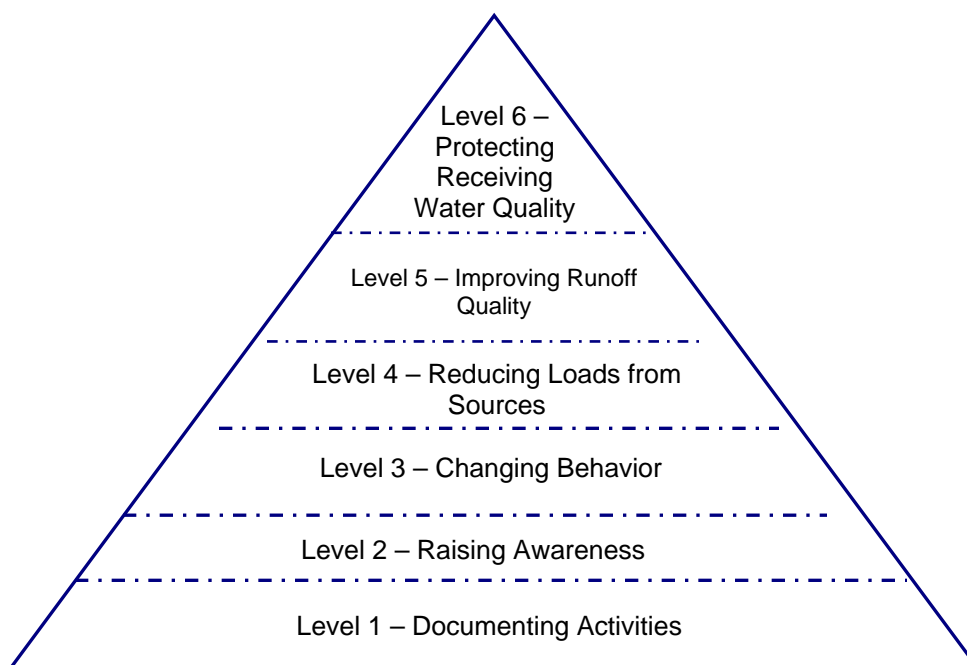 Level 6 –
Protecting
Receiving
Water Quality
Level 5 – Improving Runoff
Quality
Level 4 – Reducing Loads from
Sources
Level 3 – Changing Behavior
Level 2 – Raising Awareness
Level 1 – Documenting Activities